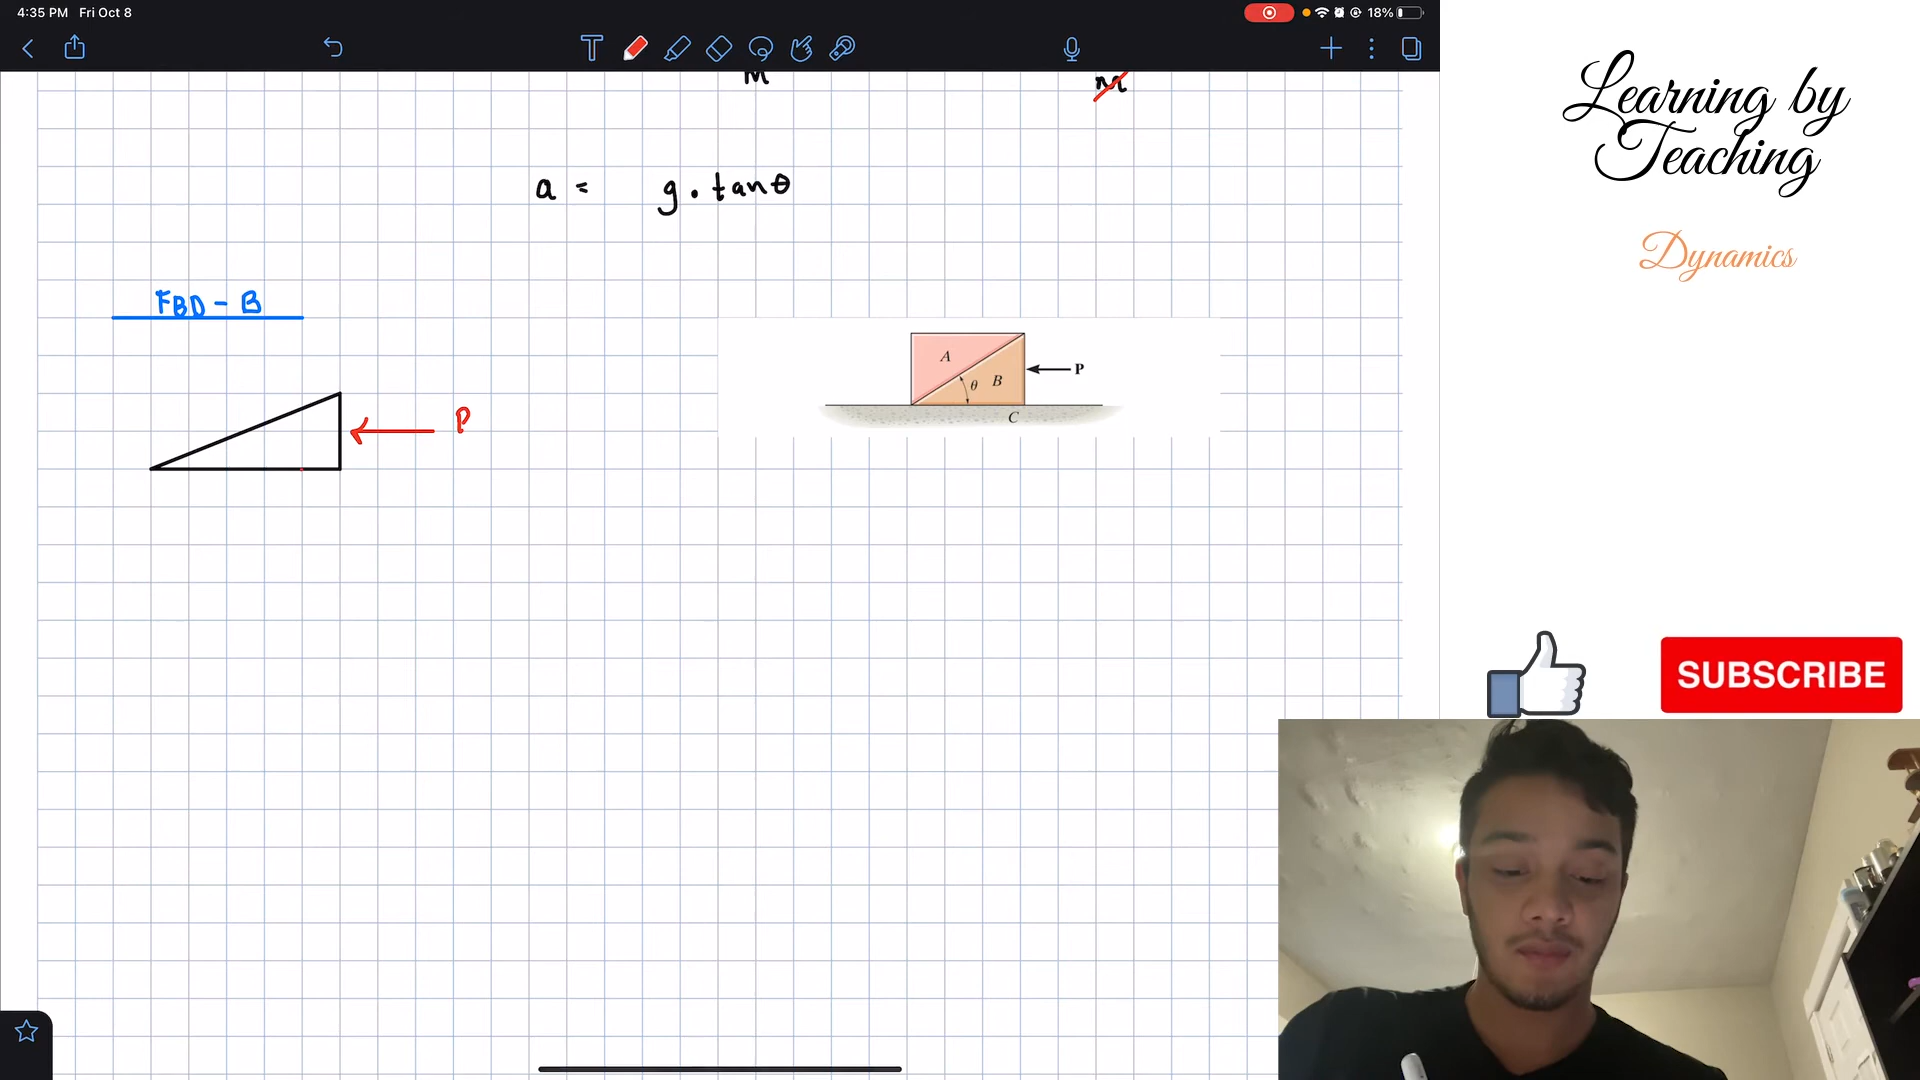 4:35 PM Fri Oct 8
18%
T
M
m
a = g . tanθ
FBD - B
P
A
θ
B
P
C
Learning by
Teaching
Dynamics
SUBSCRIBE